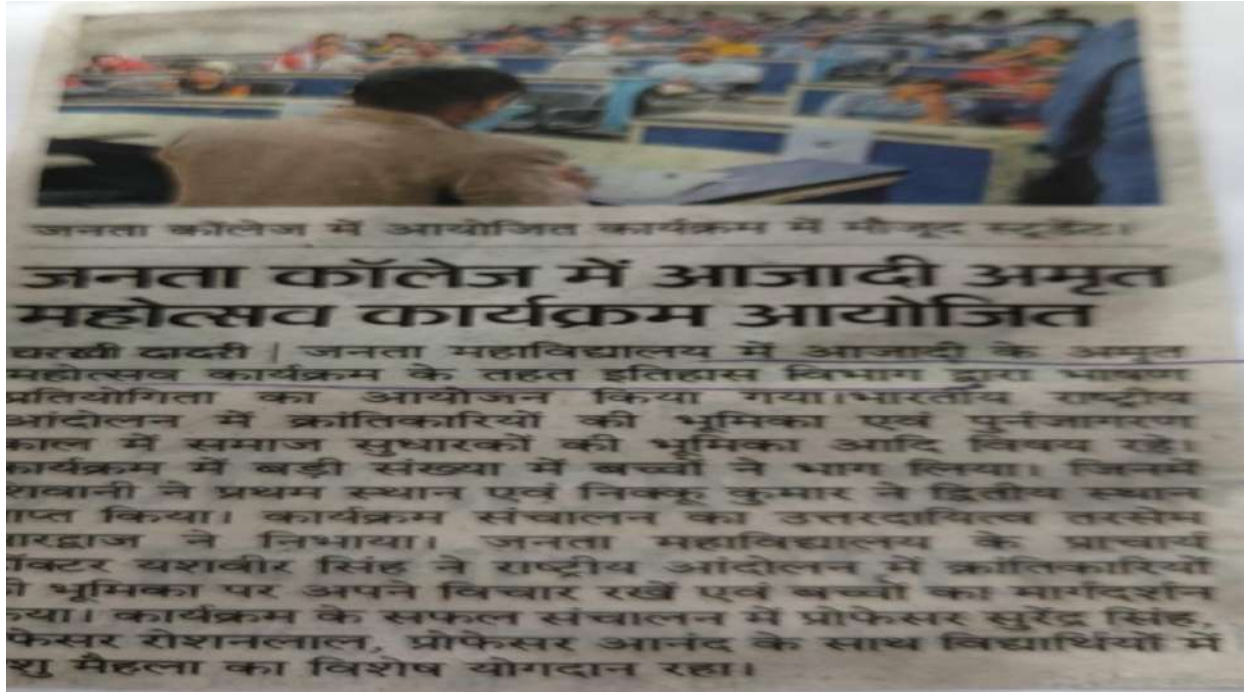 जनता कॉलेज में आयोजित कार्यक्रम में मौजूद स्टूडेंट।
जनता कॉलेज में आजादी अमृत
महोत्सव कार्यक्रम आयोजित
चरखी दादरी | जनता महाविद्यालय में आजादी के अमृत
महोत्सव कार्यक्रम के तहत इतिहास विभाग द्वारा भाषण
प्रतियोगिता का आयोजन किया गया।भारतीय राष्ट्रीय
आंदोलन में क्रांतिकारियों की भूमिका एवं पुनंजागरण
काल में समाज सुधारकों की भूमिका आदि विषय रहे।
कार्यक्रम में बड़ी संख्या में बच्चों ने भाग लिया। जिनमें
शिवानी ने प्रथम स्थान एवं निक्कू कुमार ने द्वितीय स्थान
प्त किया। कार्यक्रम संचालन का उत्तरदायित्व तरसेम
ारद्वाज ने निभाया। जनता महाविद्यालय के प्राचार्य
ॉक्टर यशवीर सिंह ने राष्ट्रीय आंदोलन में क्रांतिकारियों
ी भूमिका पर अपने विचार रखें एवं बच्चों का मार्गदर्शन
या। कार्यक्रम के सफल संचालन में प्रोफेसर सुरेंद्र सिंह,
फेसर रोशनलाल, प्रोफेसर आनंद के साथ विद्यार्थियों में
शु मैहला का विशेष योगदान रहा।